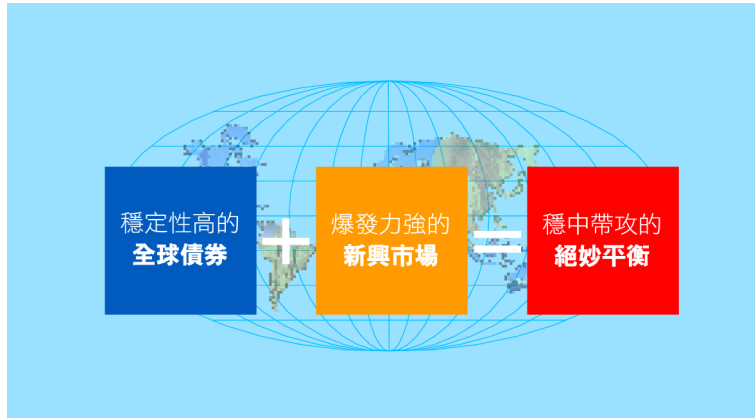 穩定性高的
全球債券
+
爆發力強的
新興市場
=
穩中帶攻的
絕妙平衡